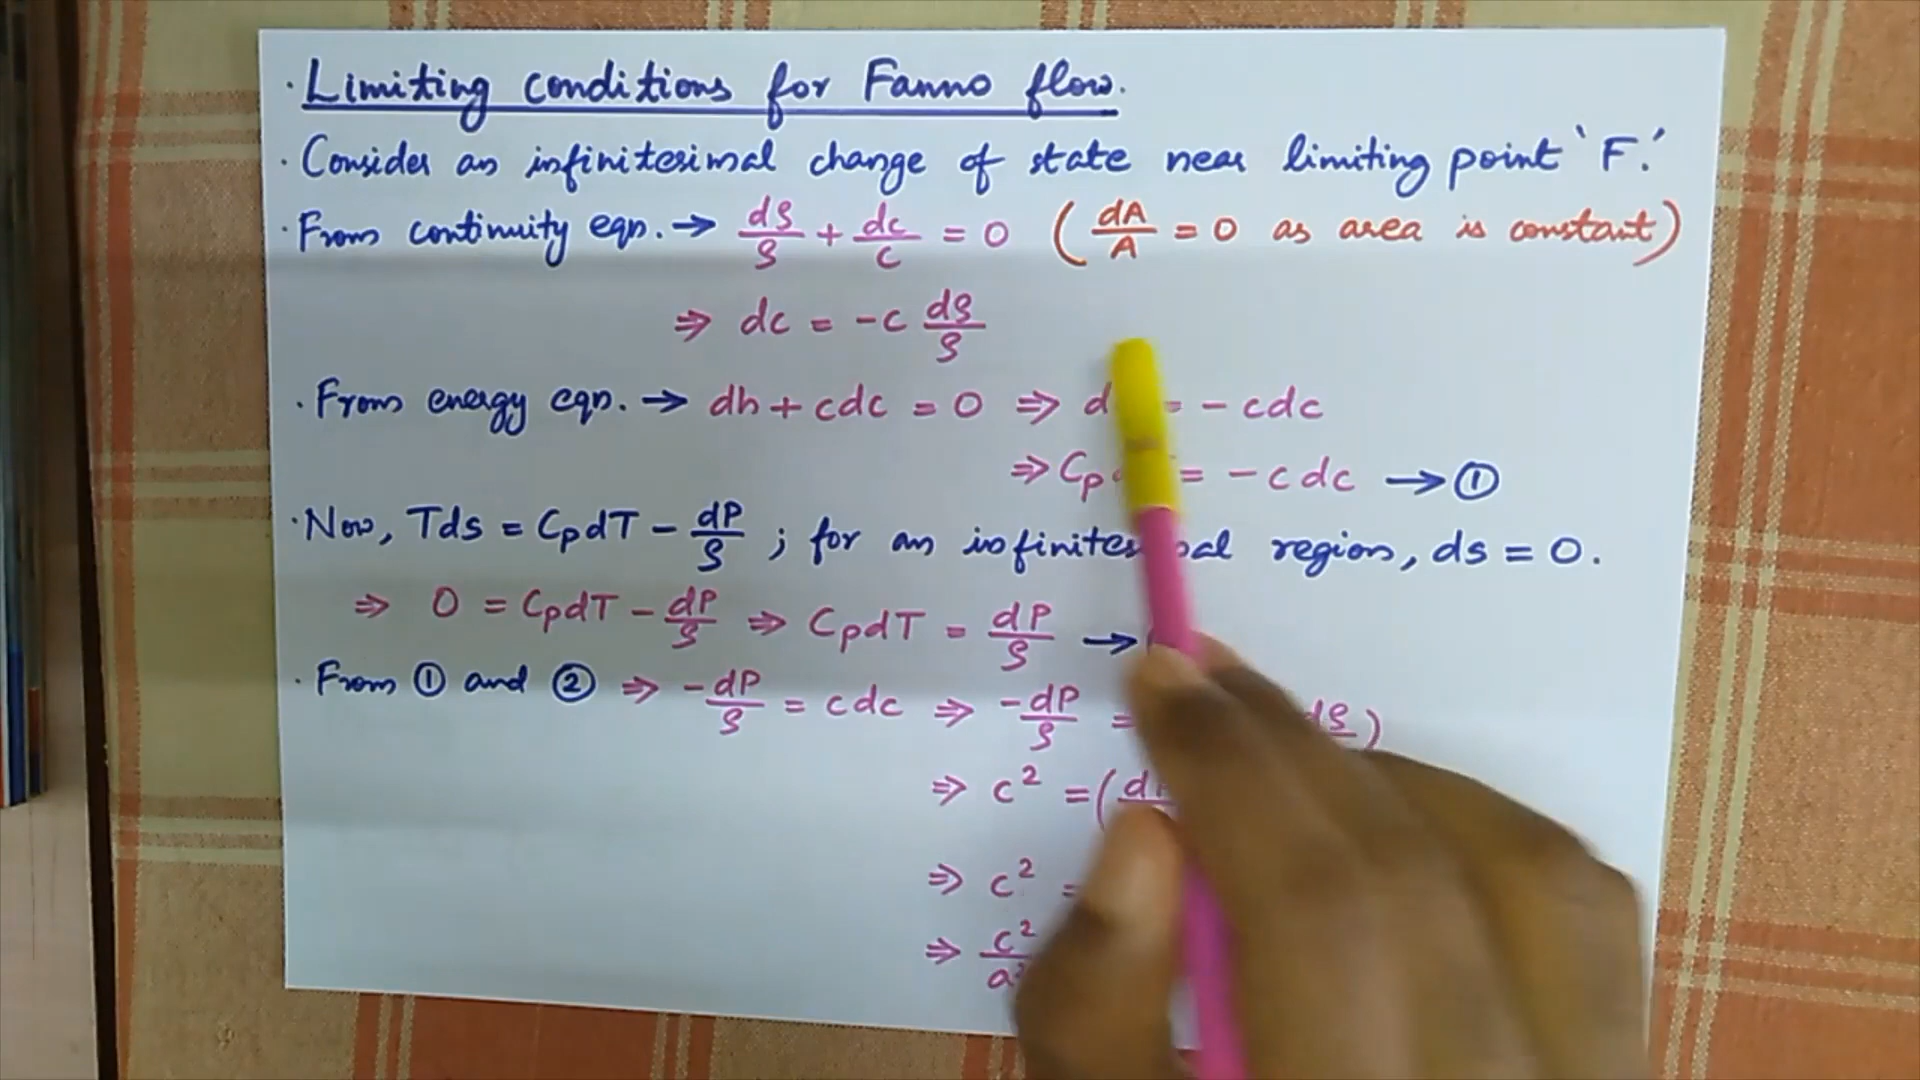 · Limiting conditions for Fanno flow.
· Consider an infinitesimal change of state near limiting point 'F.'
· From continuity eqn. → dρ/ρ + dc/c = 0 (dA/A = 0 as area is constant)
⇒ dc = -c dρ/ρ
· From energy eqn. → dh + cdc = 0 ⇒ d = - cdc
⇒ Cp = - cdc → ①
· Now, Tds = CpdT - dP/ρ ; for an region, ds = 0.
⇒ 0 = CpdT - dP/ρ ⇒ CpdT = dP/ρ →
· From ① and ② ⇒ -dP/ρ = cdc ⇒ -dP/ρ = dρ )
⇒ c² = (
⇒ c² =
⇒ c²/a²